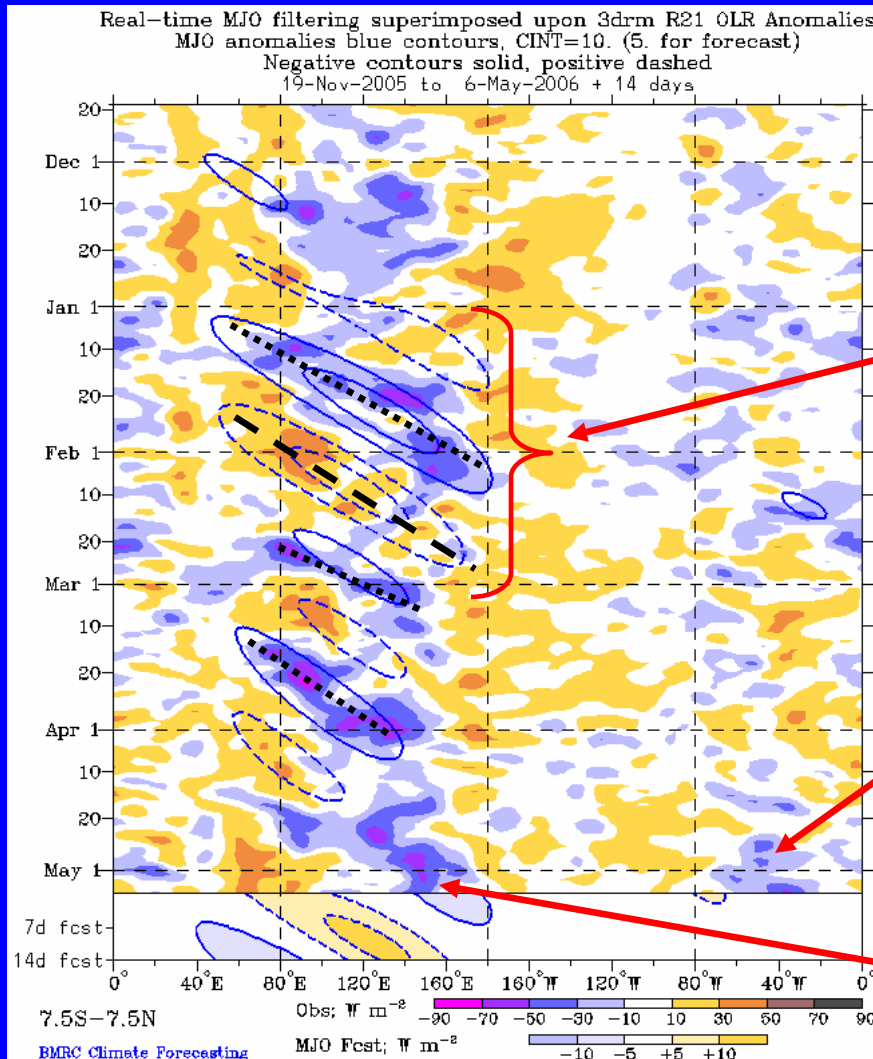 Real-time MJO filtering superimposed upon 3drm R21 OLR Anomalies
MJO anomalies blue contours, CINT=10. (5. for forecast)
Negative contours solid, positive dashed
19-Nov-2005 to 6-May-2006 + 14 days
20
Dec 1
10
20
Jan 1
10
20
Feb 1
10
20
Mar 1
10
20
Apr 1
10
20
May 1
7d fcst
14d fcst
0° 40°E 80°E 120°E 160°E 160°W 120°W 80°W 40°W 0°
7.5S-7.5N
Obs; W m⁻²
-90 -70 -50 -30 -10 10 30 50 70 90
BMRC Climate Forecasting
MJO Fcst; W m⁻²
-10 -5 +5 +10